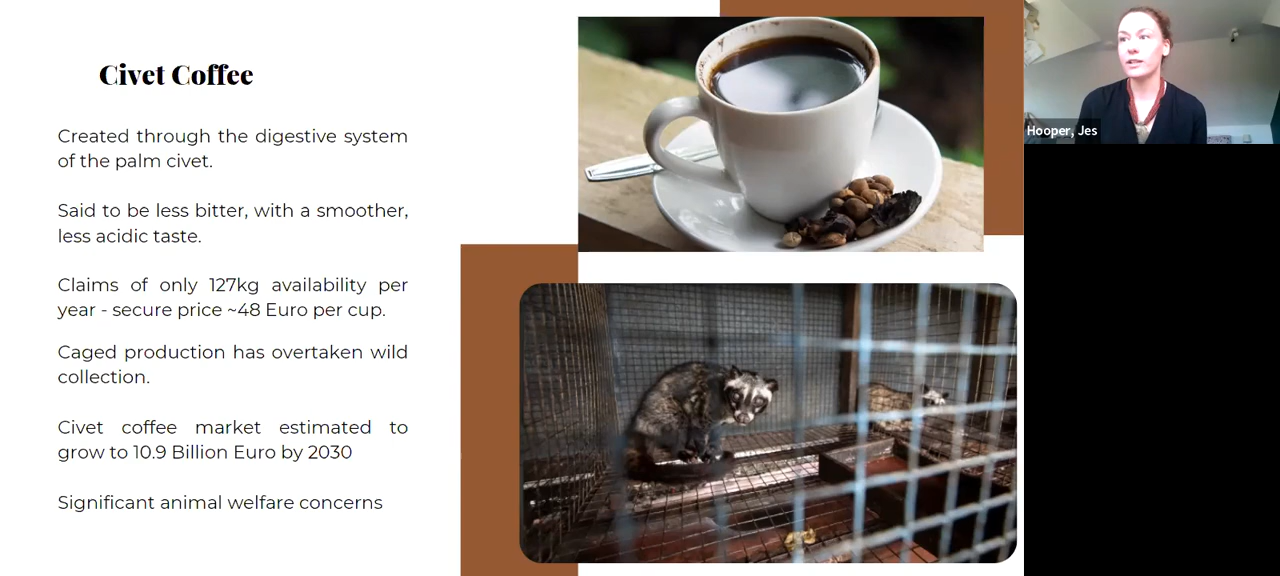 Civet Coffee
Created through the digestive system
of the palm civet.
Said to be less bitter, with a smoother,
less acidic taste.
Claims of only 127kg availability per
year - secure price ~48 Euro per cup.
Caged production has overtaken wild
collection.
Civet coffee market estimated to
grow to 10.9 Billion Euro by 2030
Significant animal welfare concerns
Hooper, Jes